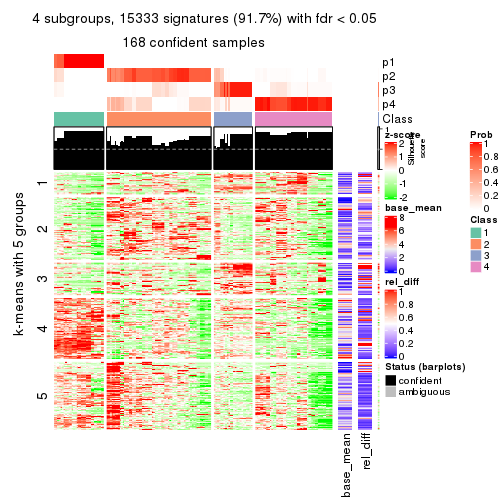 4 subgroups, 15333 signatures (91.7%) with fdr < 0.05
168 confident samples
p1
p2
p3
p4
Class
1
Silhouette
score
k-means with 5 groups
1
2
3
4
5
base_mean
rel_diff
z-score
2
1
0
-1
-2
base_mean
8
6
4
2
0
rel_diff
1
0.8
0.6
0.4
0.2
0
Status (barplots)
confident
ambiguous
Prob
1
0.8
0.6
0.4
0.2
0
Class
1
2
3
4